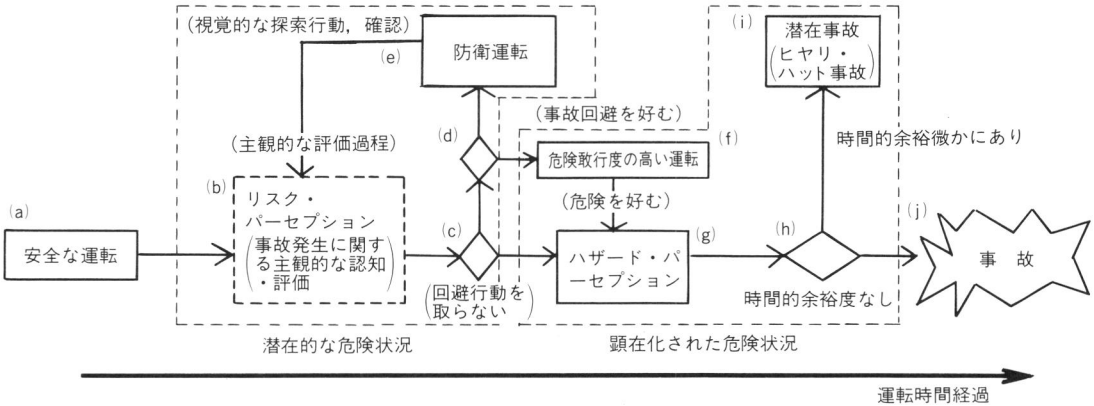 (視覚的な探索行動，確認)
(e)
防衛運転
(i)
潜在事故
(ヒヤリ・
ハット事故)
(事故回避を好む)
(d)
(f)
危険敢行度の高い運転
時間的余裕微かにあり
(主観的な評価過程)
(危険を好む)
(a)
安全な運転
(b)
リスク・
パーセプション
(事故発生に関す
る主観的な認知
・評価)
(c)
(回避行動を
取らない)
(g)
ハザード・パ
ーセプション
(h)
時間的余裕度なし
(j)
事 故
潜在的な危険状況
顕在化された危険状況
運転時間経過